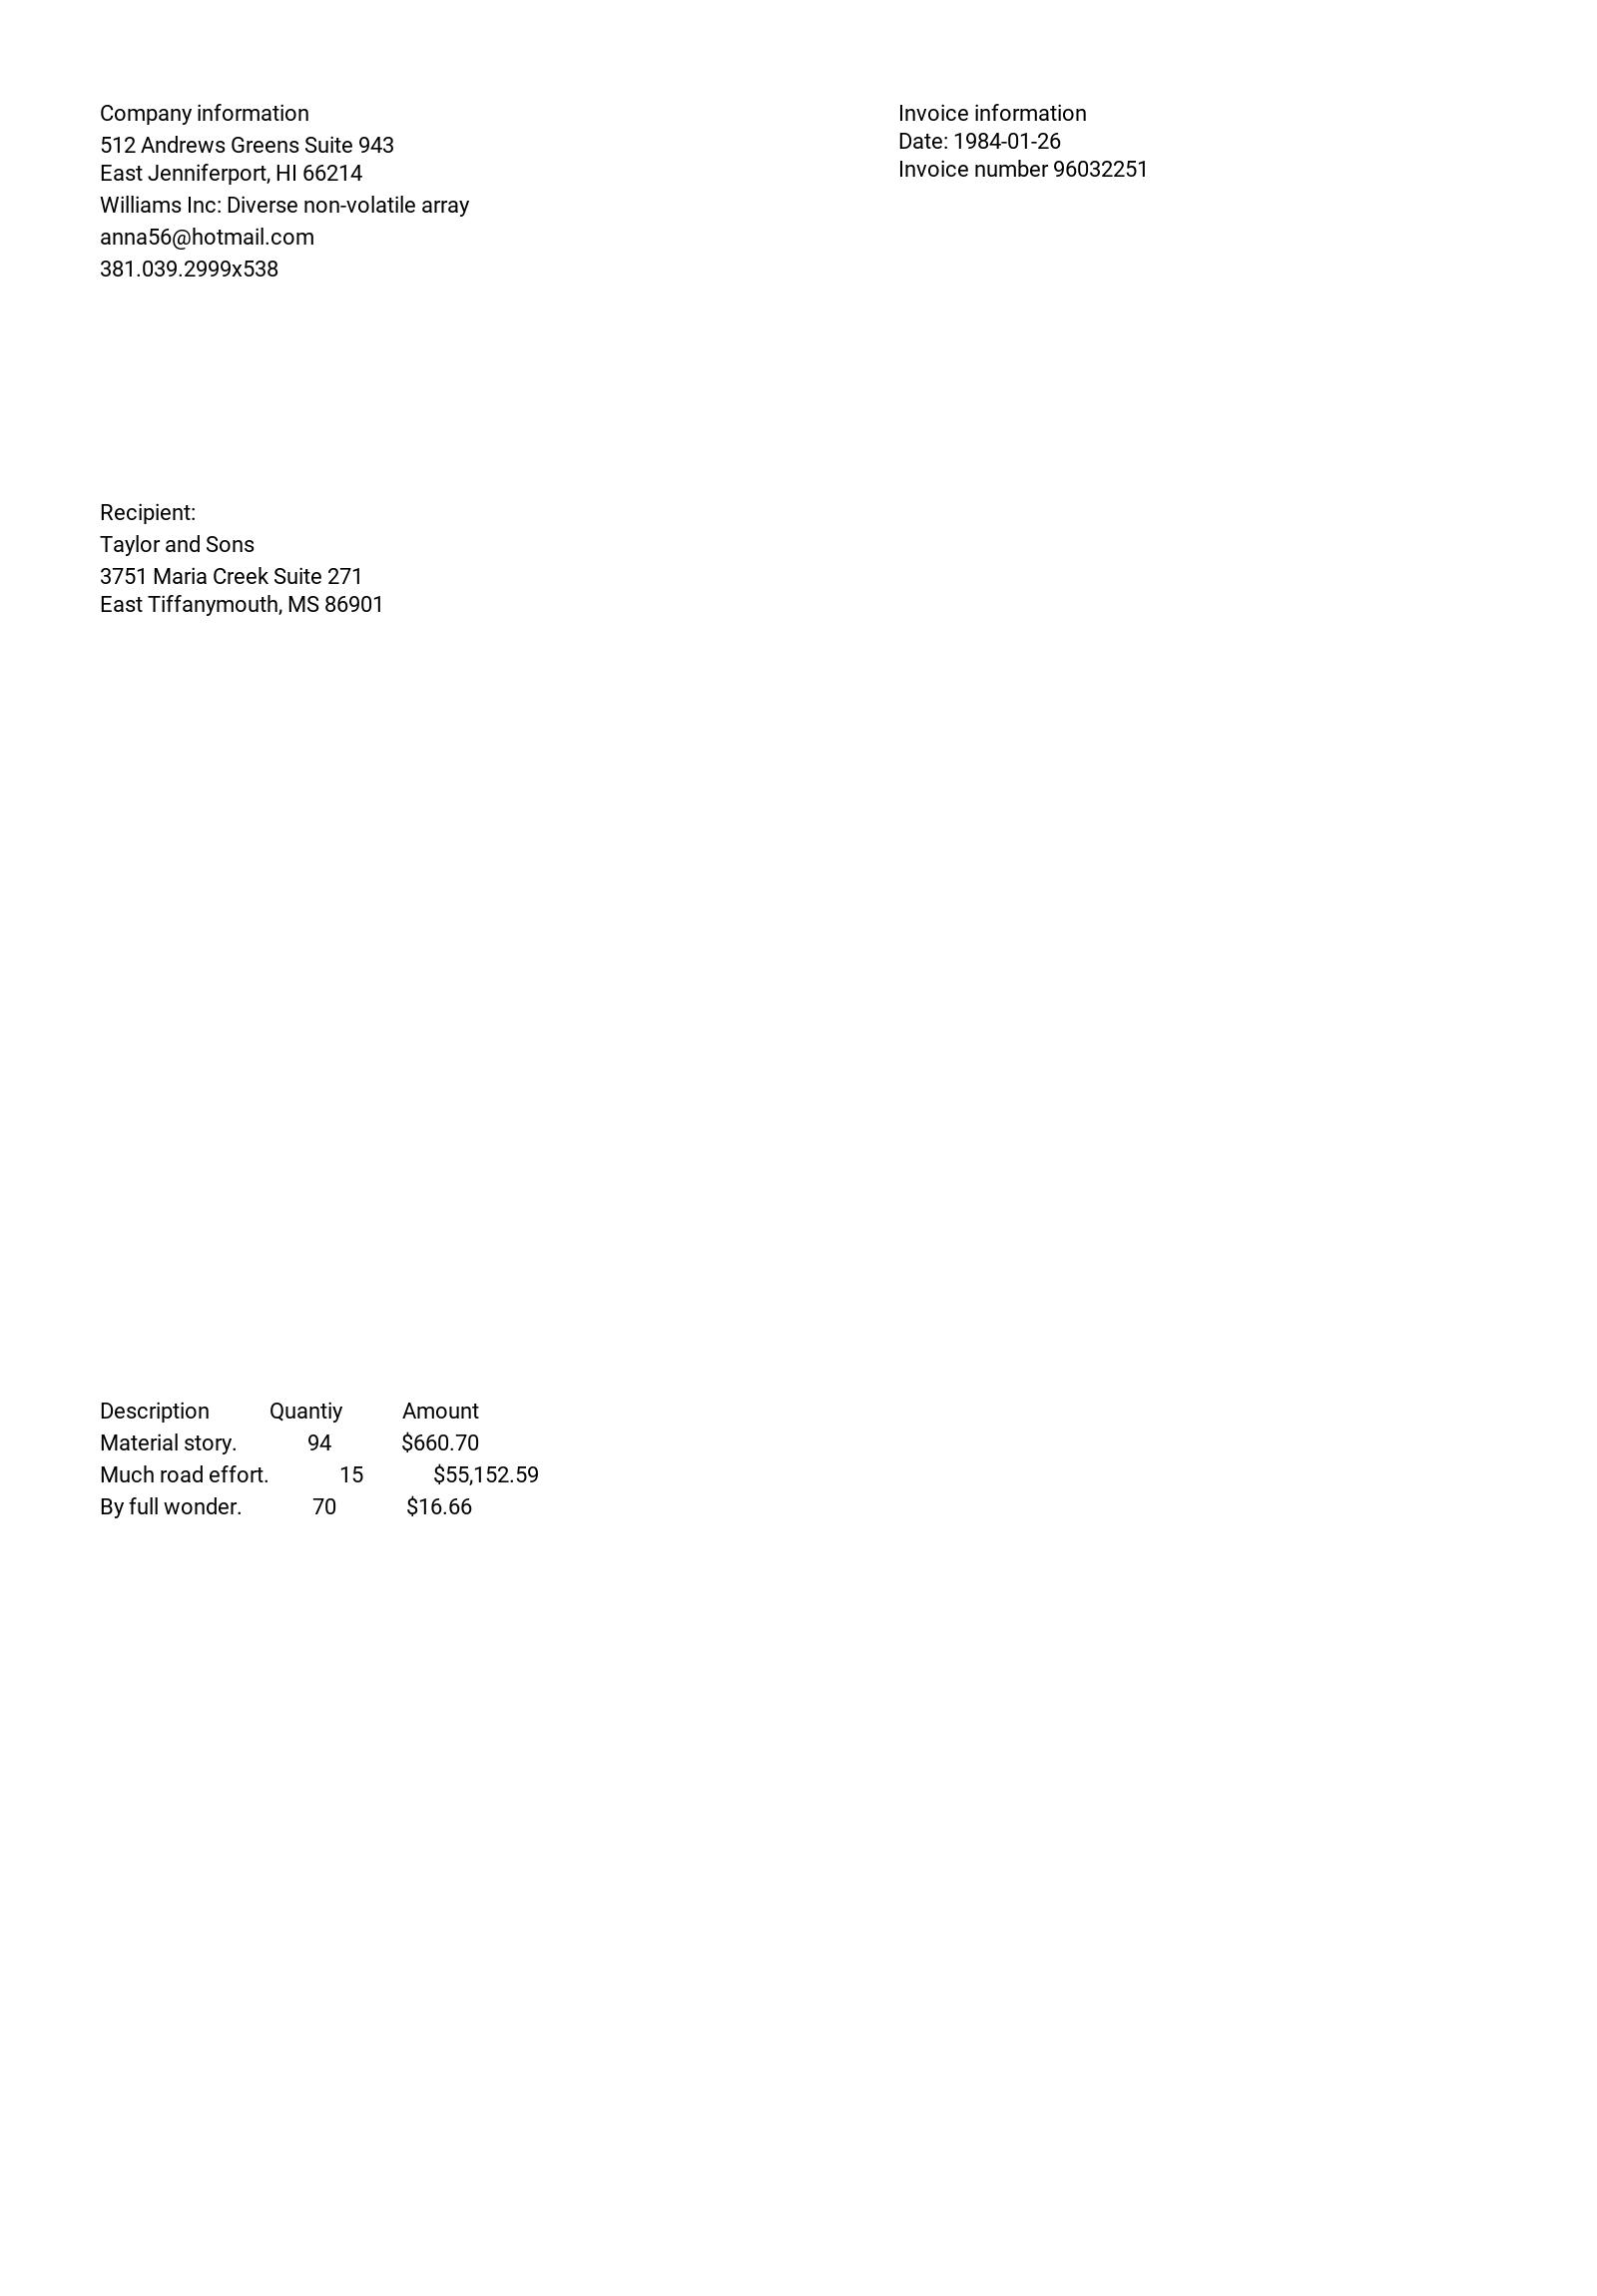 Company information
512 Andrews Greens Suite 943
East Jenniferport, HI 66214
Williams Inc: Diverse non-volatile array
anna56@hotmail.com
381.039.2999x538
Invoice information
Date: 1984-01-26
Invoice number 96032251
Recipient:
Taylor and Sons
3751 Maria Creek Suite 271
East Tiffanymouth, MS 86901
Description Quantiy Amount
Material story. 94 $660.70
Much road effort. 15 $55,152.59
By full wonder. 70 $16.66